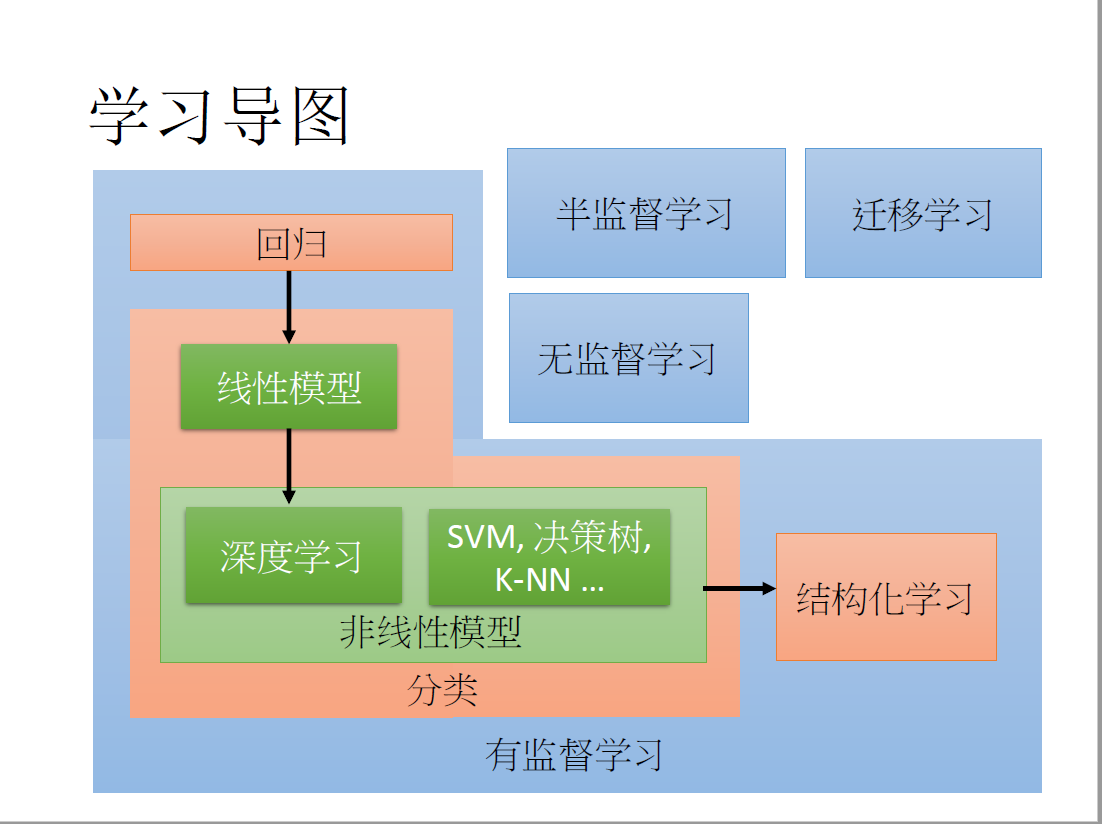 学习导图
半监督学习
迁移学习
回归
无监督学习
线性模型
深度学习
SVM, 决策树,
K-NN ...
非线性模型
结构化学习
分类
有监督学习